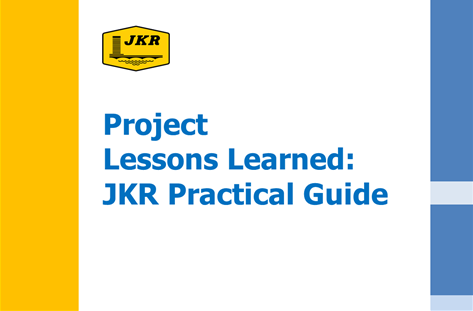 JKR
Project
Lessons Learned:
JKR Practical Guide